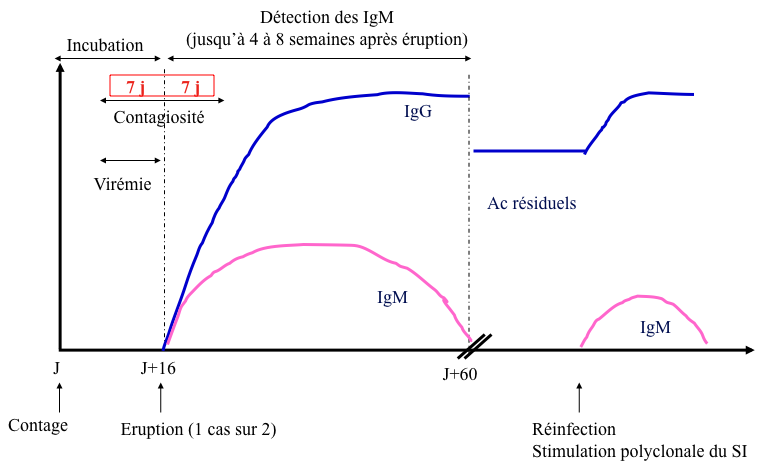 Détection des IgM
(jusqu'à 4 à 8 semaines après éruption)
Incubation
7 j 7 j
Contagiosité
IgG
Virémie
Ac résiduels
IgM
IgM
J
J+16
J+60
Contage
Eruption (1 cas sur 2)
Réinfection
Stimulation polyclonale du SI